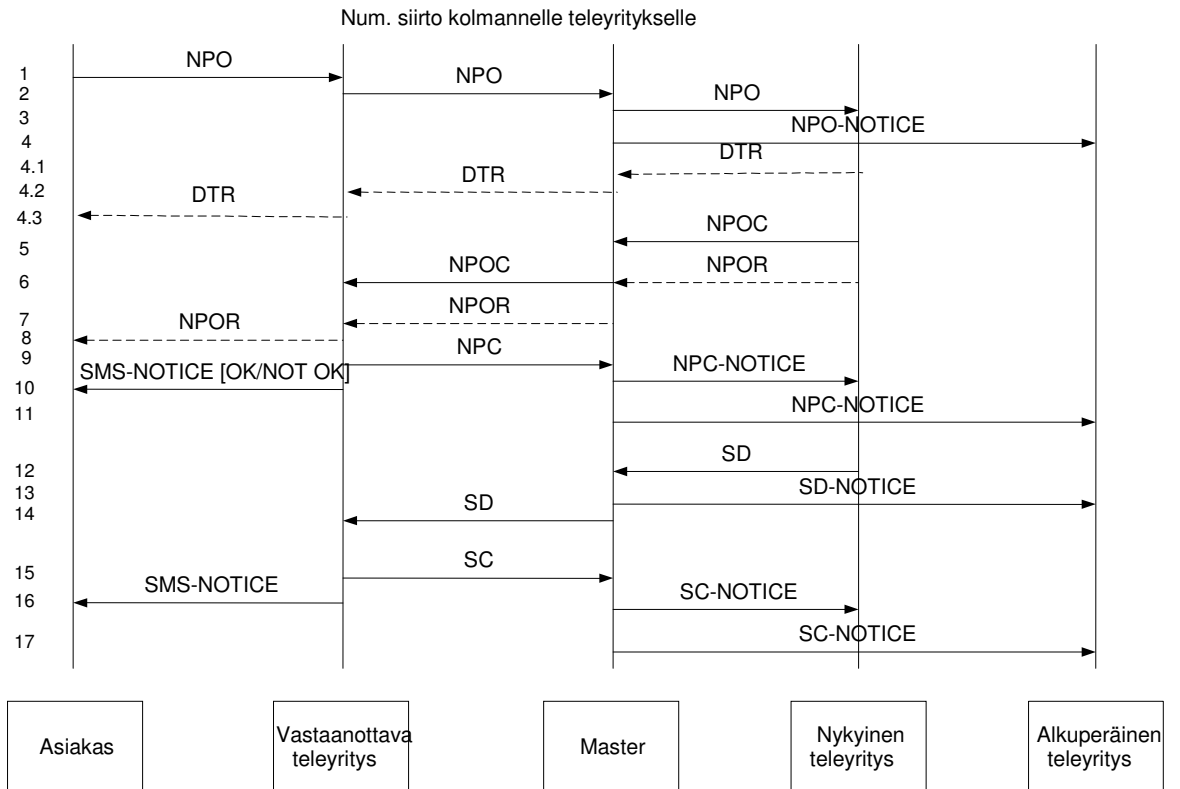 Num. siirto kolmannelle teleyritykselle
1
NPO
2
NPO
3
NPO
4
NPO-NOTICE
4.1
DTR
4.2
DTR
4.3
DTR
5
NPOC
6
NPOC
NPOR
7
NPOR
8
NPOR
9
NPC
10
SMS-NOTICE [OK/NOT OK]
NPC-NOTICE
11
NPC-NOTICE
12
SD
13
SD-NOTICE
14
SD
15
SC
16
SMS-NOTICE
SC-NOTICE
17
SC-NOTICE
Asiakas
Vastaanottava
teleyritys
Master
Nykyinen
teleyritys
Alkuperäinen
teleyritys